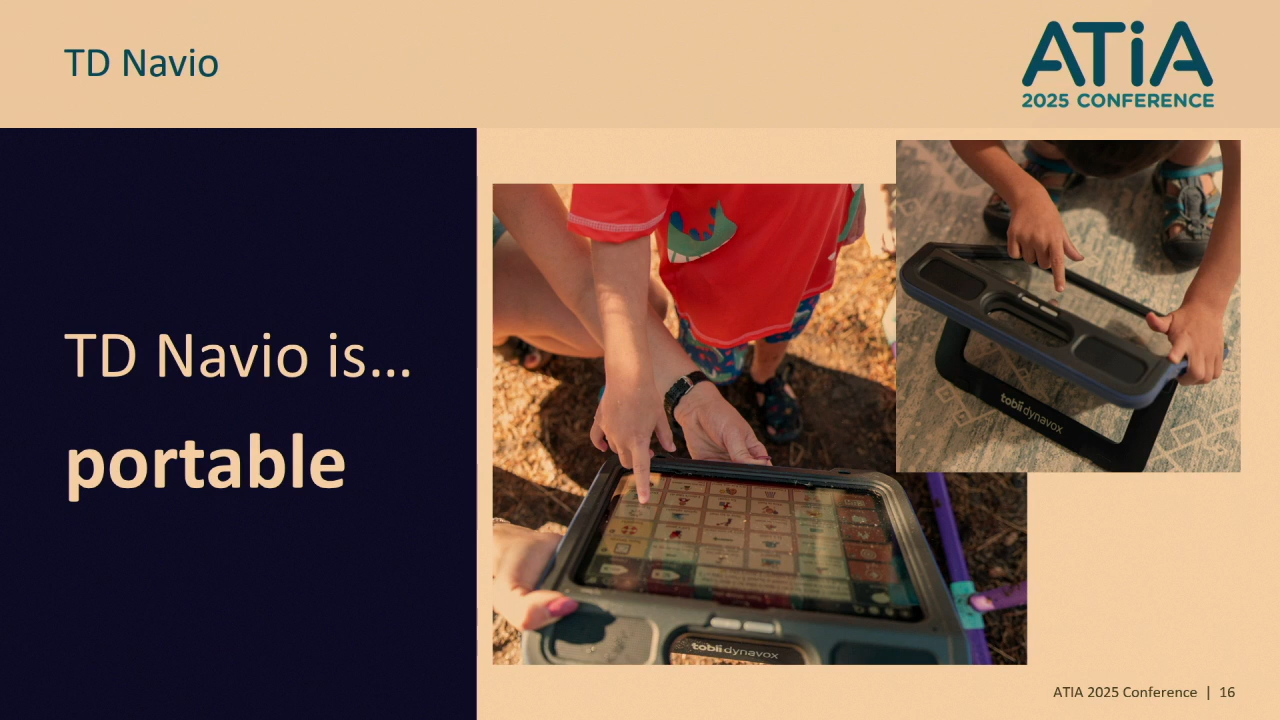 TD Navio
ATiA
2025 CONFERENCE
TD Navio is...
portable
tobii dynavox
tobii dynavox
ATIA 2025 Conference | 16